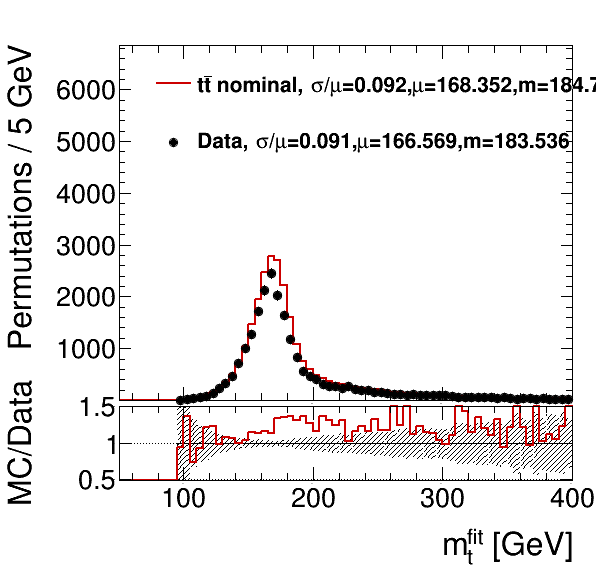 Permutations / 5 GeV
6000
5000
4000
3000
2000
1000
tt̄ nominal, σ/μ=0.092,μ=168.352,m=184.7
Data, σ/μ=0.091,μ=166.569,m=183.536
MC/Data
1.5
1
0.5
100 200 300 400
m_t^fit [GeV]